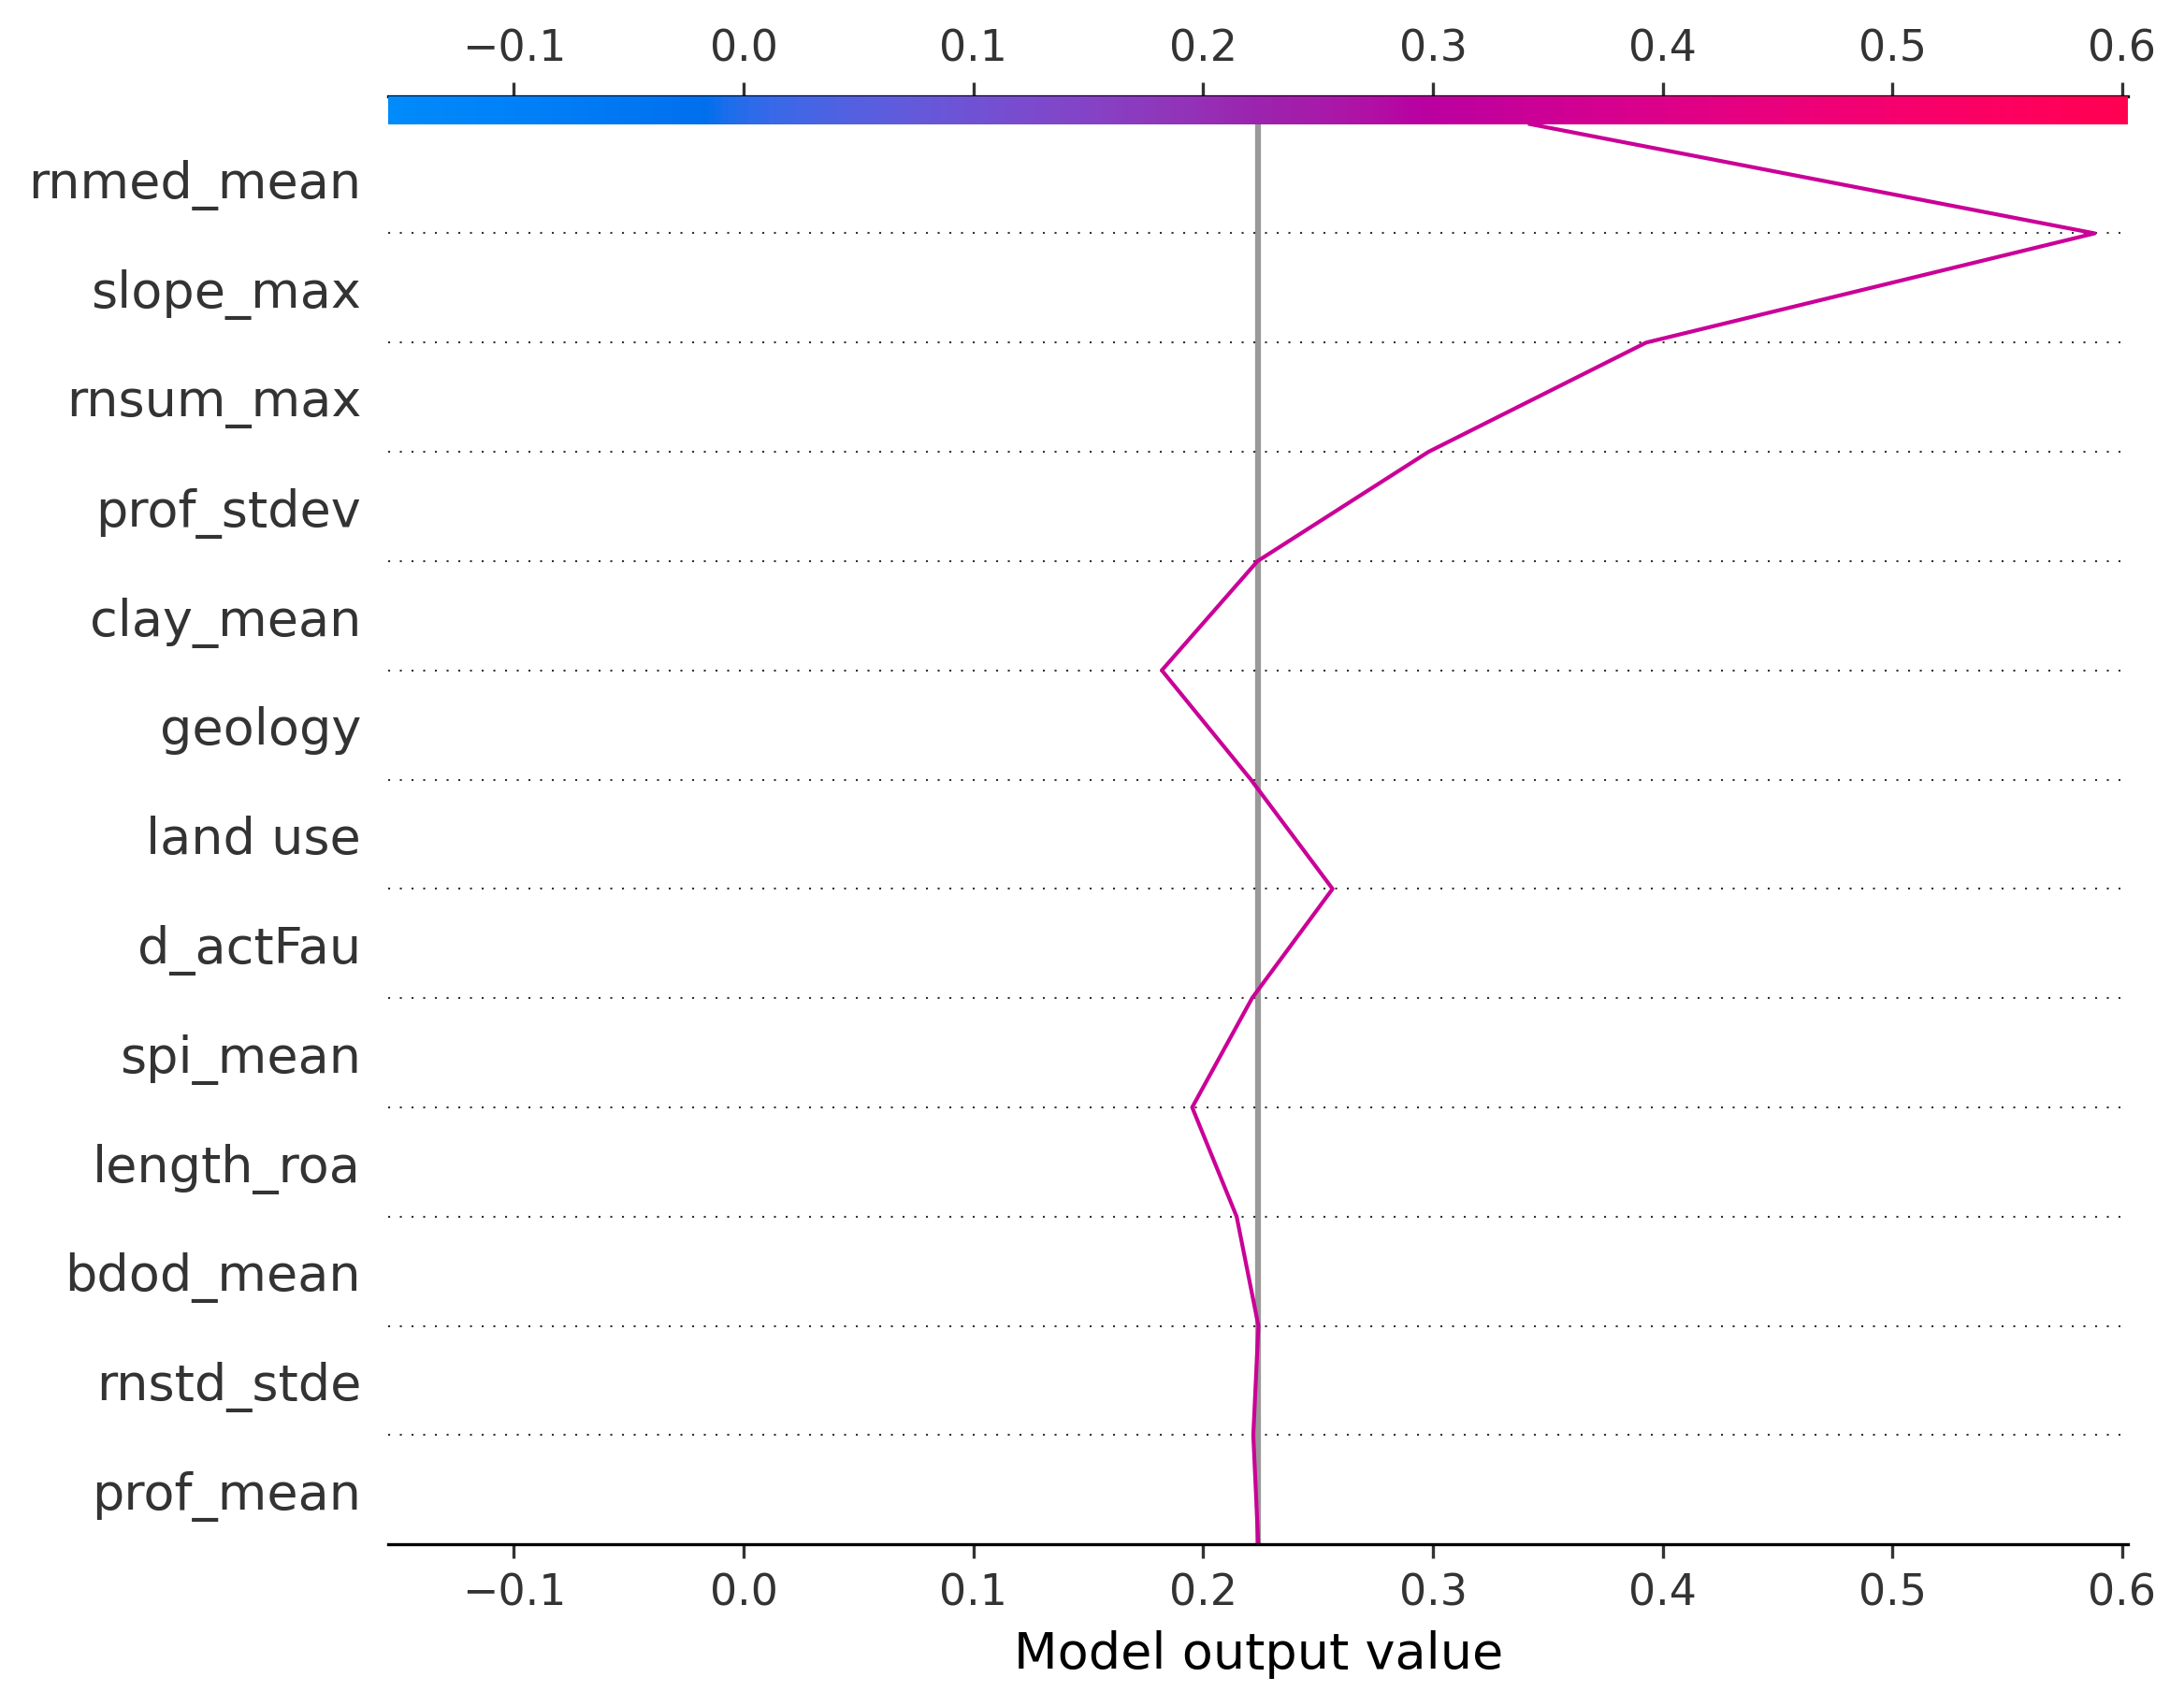 −0.1 0.0 0.1 0.2 0.3 0.4 0.5 0.6
rnmed_mean
slope_max
rnsum_max
prof_stdev
clay_mean
geology
land use
d_actFau
spi_mean
length_roa
bdod_mean
rnstd_stde
prof_mean
−0.1 0.0 0.1 0.2 0.3 0.4 0.5 0.6
Model output value